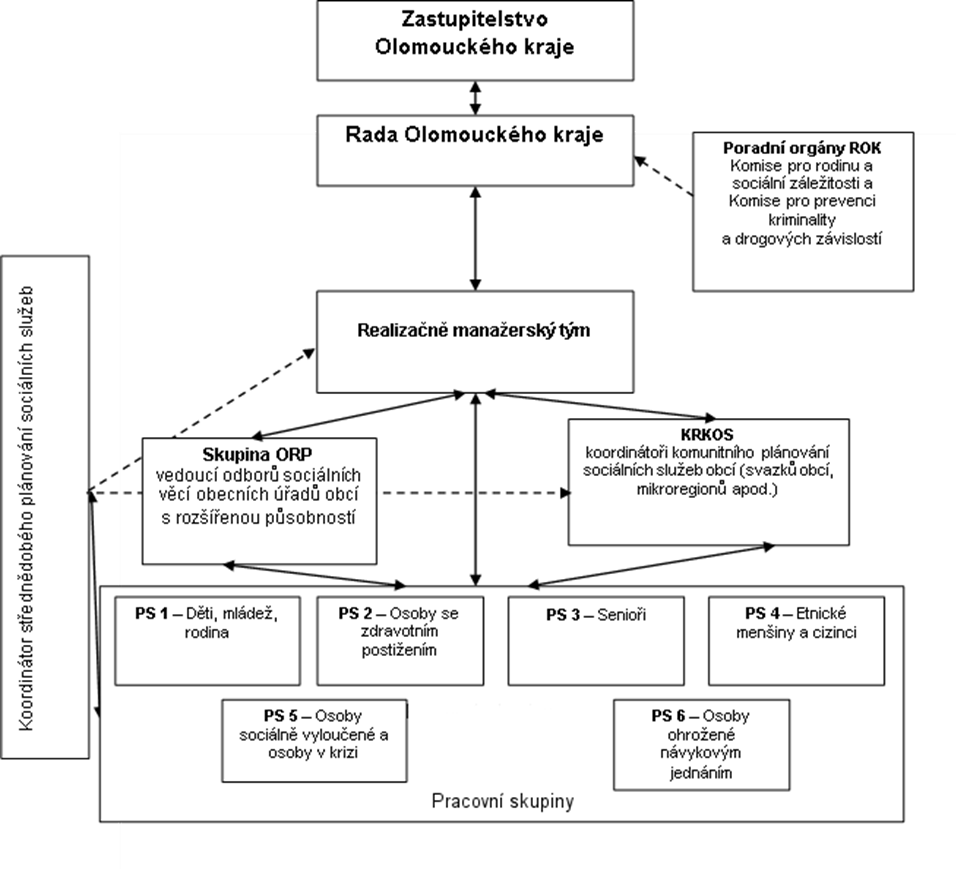 Zastupitelstvo
Olomouckého kraje
Rada Olomouckého kraje
Poradní orgány ROK
Komise pro rodinu a
sociální záležitosti a
Komise pro prevenci
kriminality
a drogových závislostí
Koordinátor střednědobého plánování sociálních služeb
Realizačně manažerský tým
Skupina ORP
vedoucí odborů sociálních
věcí obecních úřadů obcí
s rozšířenou působností
KRKOS
koordinátoři komunitního plánování
sociálních služeb obcí (svazků obcí,
mikroregionů apod.)
PS 1 – Děti, mládež,
rodina
PS 2 – Osoby se
zdravotním
postižením
PS 3 – Senioři
PS 4 – Etnické
menšiny a cizinci
PS 5 – Osoby
sociálně vyloučené a
osoby v krizi
PS 6 – Osoby
ohrožené
návykovým
jednáním
Pracovní skupiny